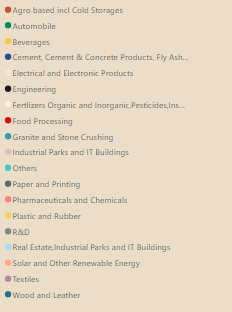 Agro based incl Cold Storages
Automobile
Beverages
Cement, Cement & Concrete Products, Fly Ash...
Electrical and Electronic Products
Engineering
Fertlizers Organic and Inorganic,Pesticides,Ins...
Food Processing
Granite and Stone Crushing
Industrial Parks and IT Buildings
Others
Paper and Printing
Pharmaceuticals and Chemicals
Plastic and Rubber
R&D
Real Estate,Industrial Parks and IT Buildings
Solar and Other Renewable Energy
Textiles
Wood and Leather